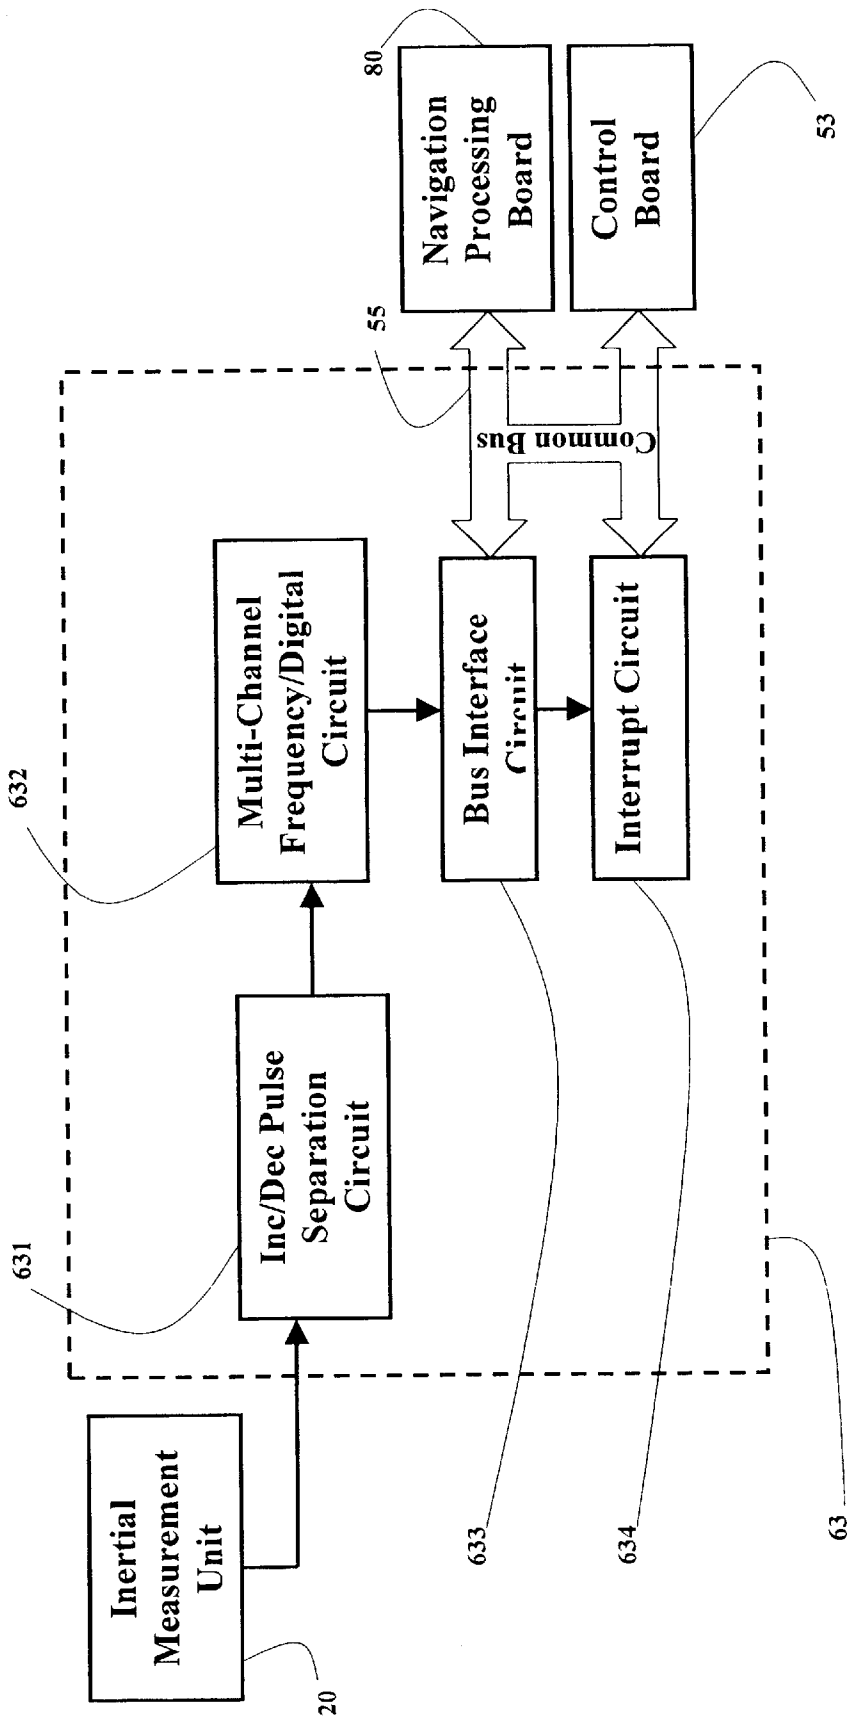 Inertial
Measurement
Unit
20
631
Inc/Dec Pulse
Separation
Circuit
632
Multi-Channel
Frequency/Digital
Circuit
Bus Interface
Circuit
633
Interrupt Circuit
634
63
Common Bus
55
Navigation
Processing
Board
80
Control
Board
53